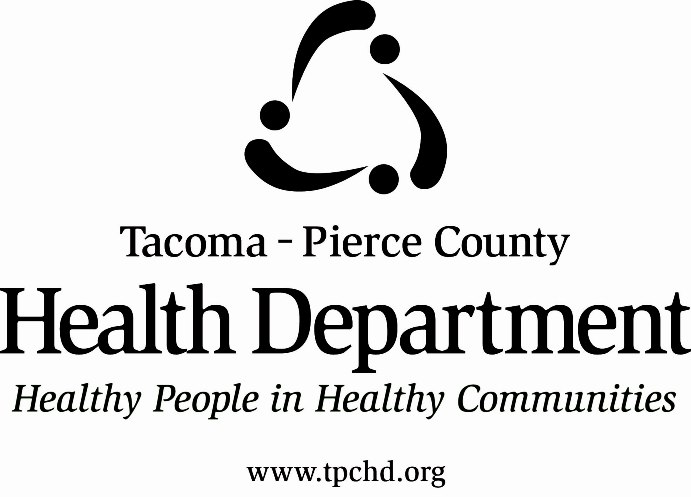 Tacoma - Pierce County
Health Department
Healthy People in Healthy Communities
www.tpchd.org